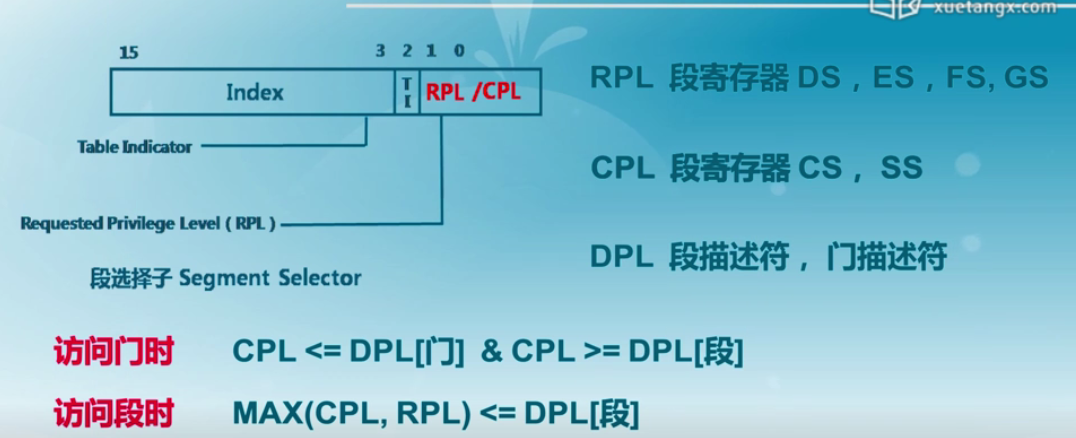 xuetangx.com
15 3 2 1 0
Index TI RPL /CPL
RPL 段寄存器 DS , ES , FS, GS
Table Indicator
CPL 段寄存器 CS , SS
Requested Privilege Level ( RPL )
DPL 段描述符 , 门描述符
段选择子 Segment Selector
访问门时 CPL <= DPL[门] & CPL >= DPL[段]
访问段时 MAX(CPL, RPL) <= DPL[段]